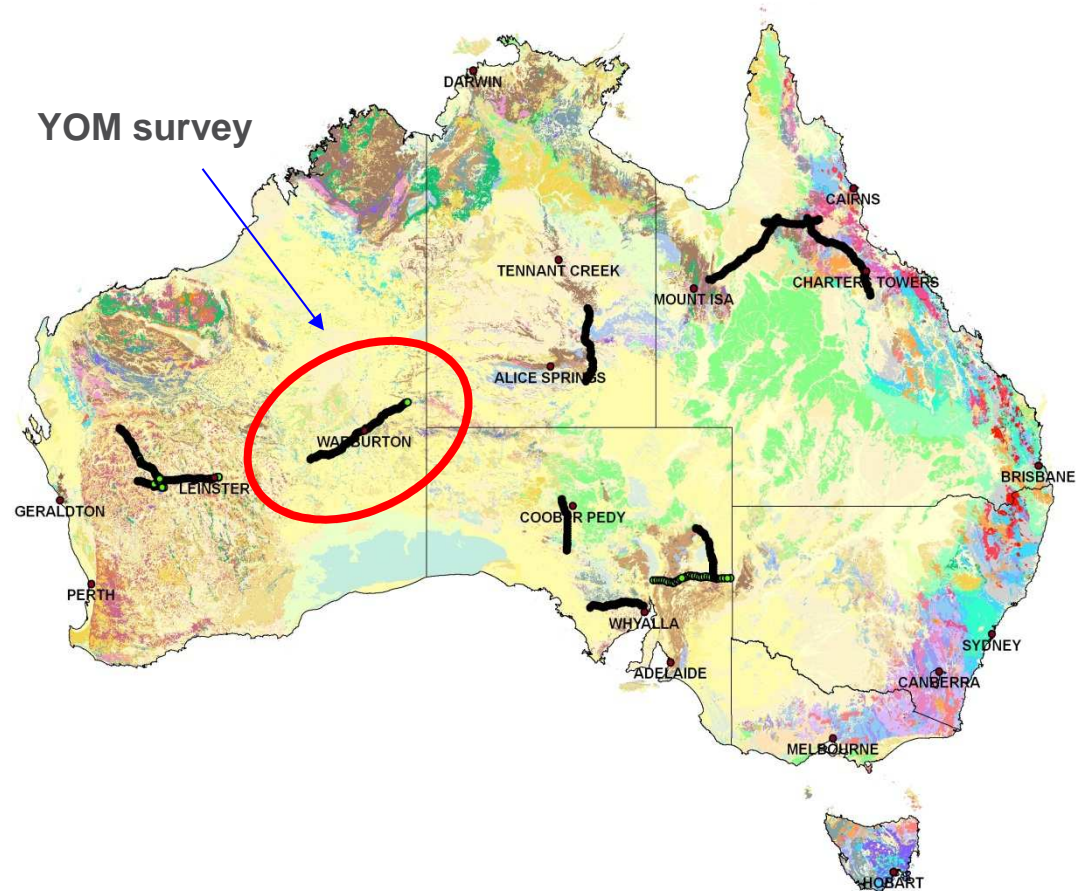 DARWIN
YOM survey
CAIRNS
TENNANT CREEK
MOUNT ISA
CHARTERS TOWERS
ALICE SPRINGS
WARBURTON
BRISBANE
LEINSTER
GERALDTON
COOBER PEDY
PERTH
WHYALLA
SYDNEY
ADELAIDE
CANBERRA
MELBOURNE
HOBART